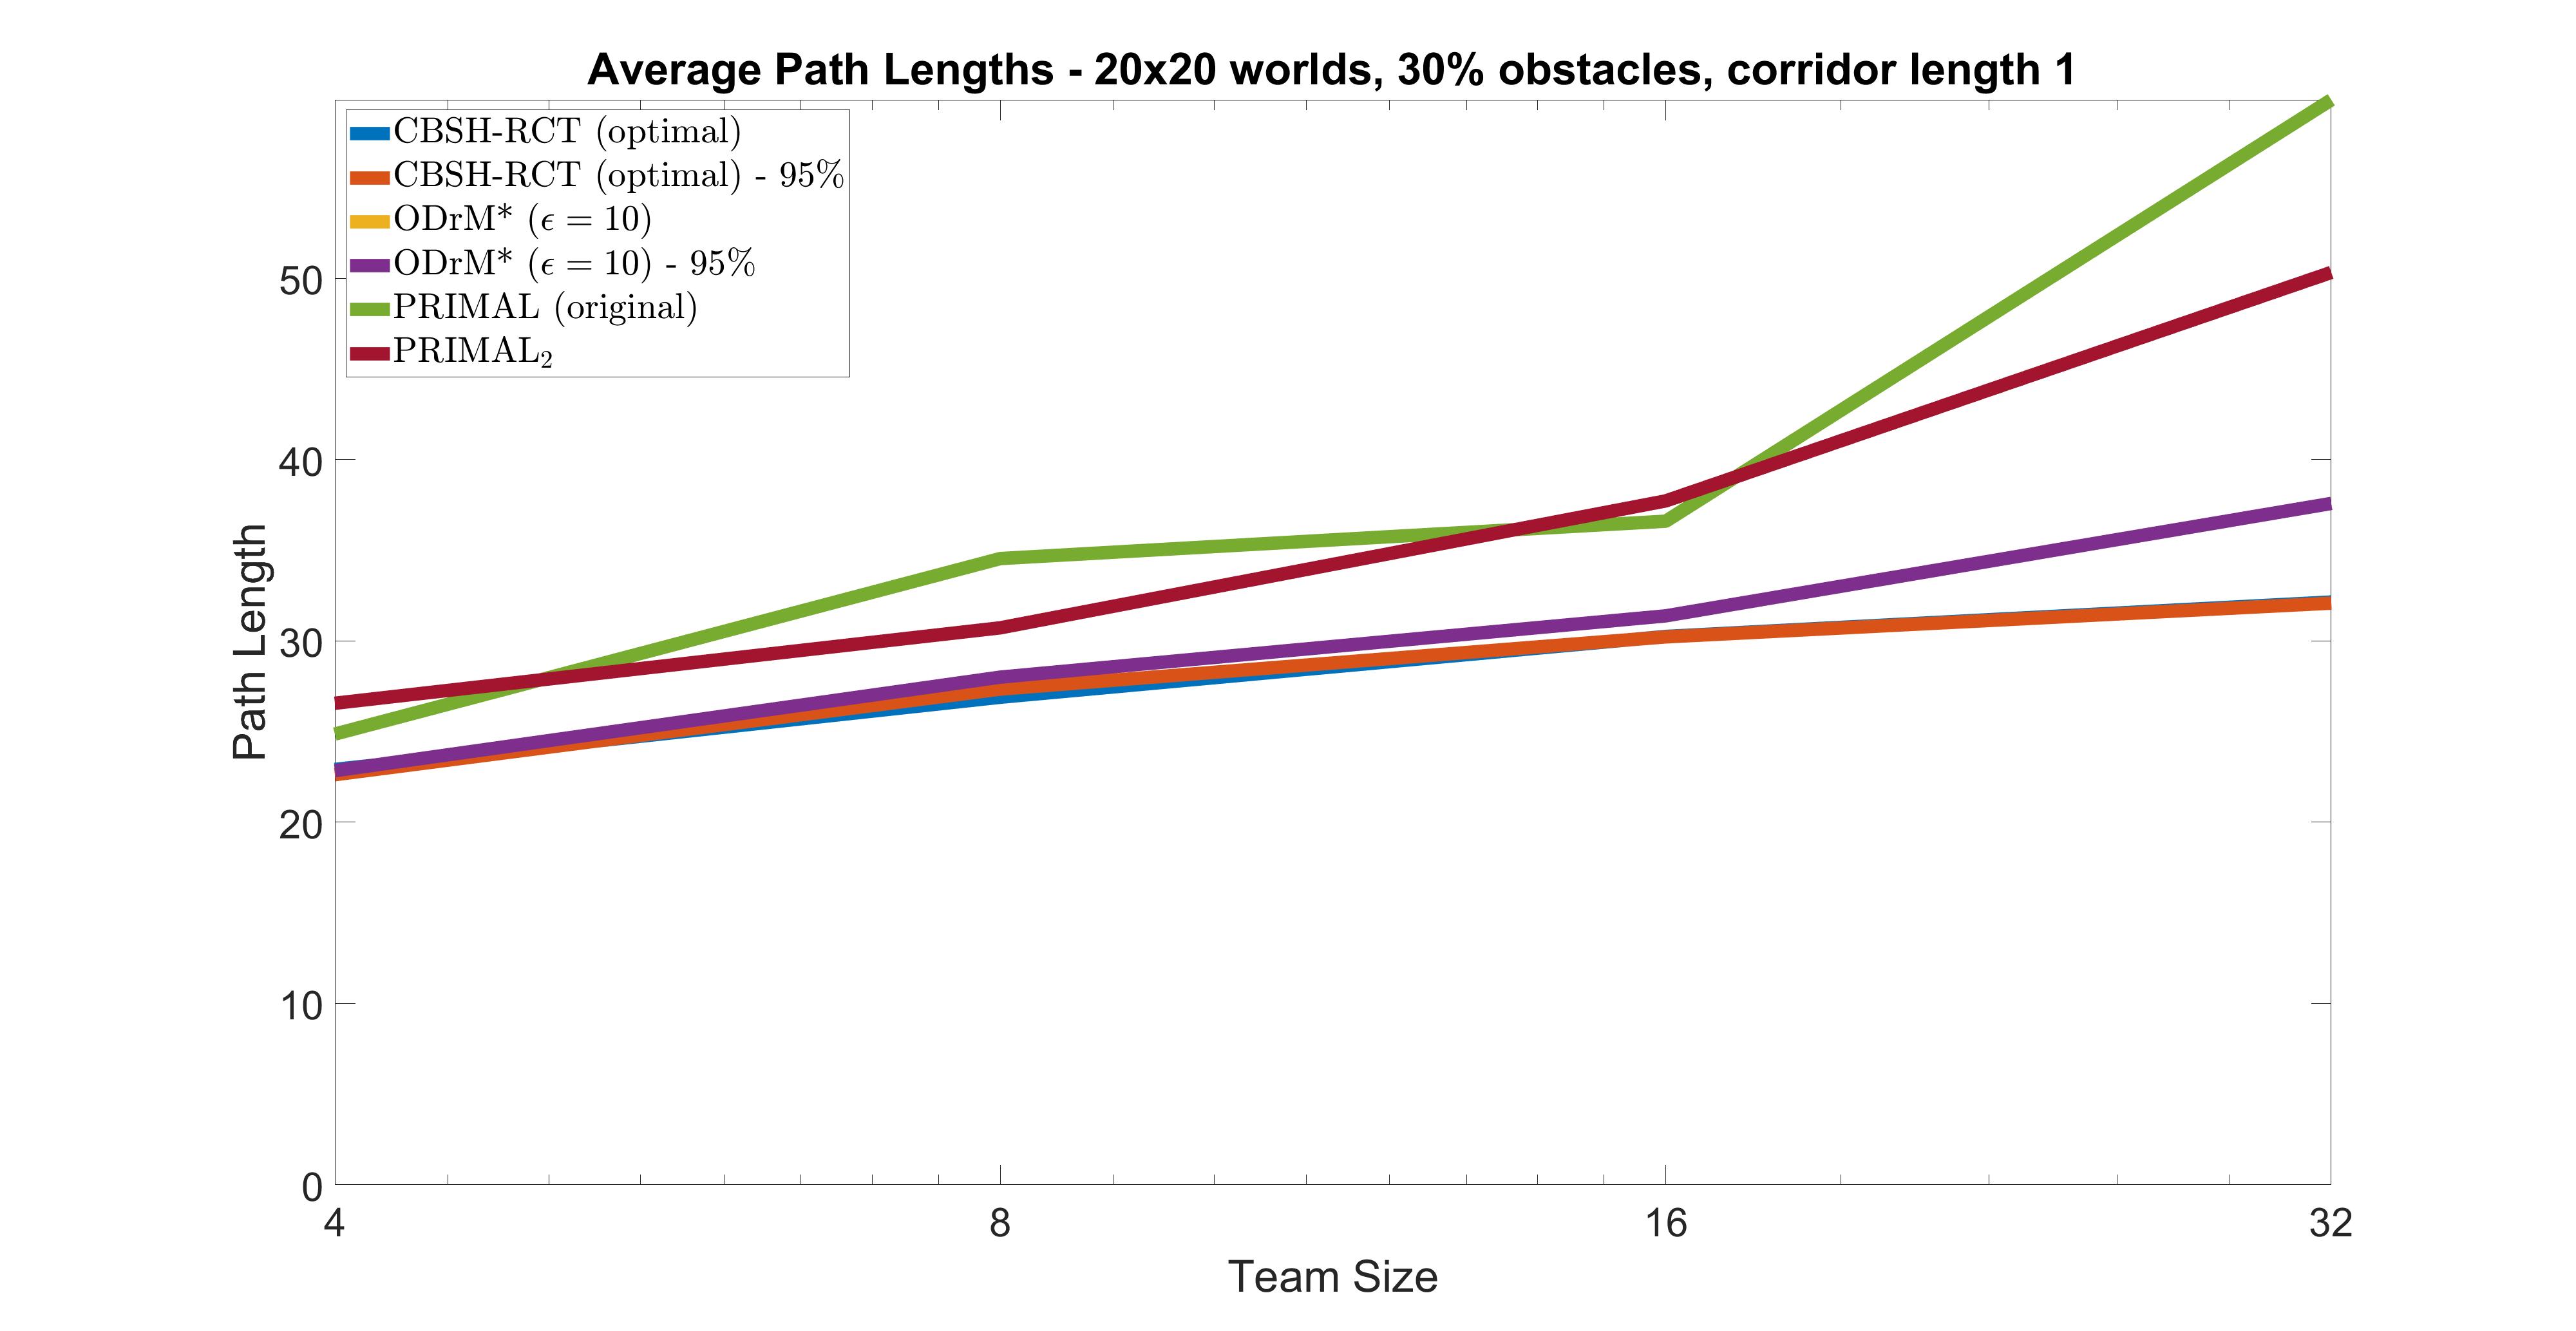 Average Path Lengths - 20x20 worlds, 30% obstacles, corridor length 1
CBSH-RCT (optimal)
CBSH-RCT (optimal) - 95%
ODrM* (ϵ = 10)
ODrM* (ϵ = 10) - 95%
PRIMAL (original)
PRIMAL₂
50
40
30
20
10
0
Path Length
4 8 16 32
Team Size